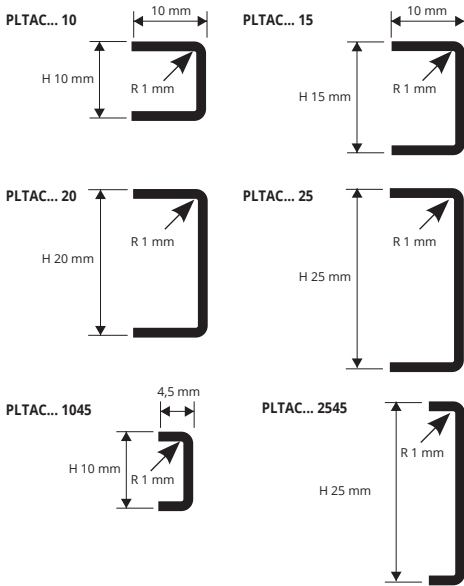 PLTAC... 10
10 mm
H 10 mm
R 1 mm
PLTAC... 15
10 mm
H 15 mm
R 1 mm
PLTAC... 20
H 20 mm
R 1 mm
PLTAC... 25
H 25 mm
R 1 mm
PLTAC... 1045
4,5 mm
H 10 mm
R 1 mm
PLTAC... 2545
H 25 mm
R 1 mm